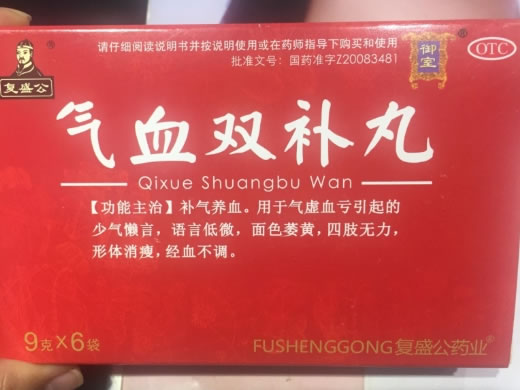 请仔细阅读说明书并按说明使用或在药师指导下购买和使用
批准文号：国药准字Z20083481
复盛公
御室
OTC
气血双补丸
Qixue Shuangbu Wan
【功能主治】补气养血。用于气虚血亏引起的
少气懒言，语言低微，面色萎黄，四肢无力，
形体消瘦，经血不调。
9克×6袋
FUSHENGGONG复盛公药业®